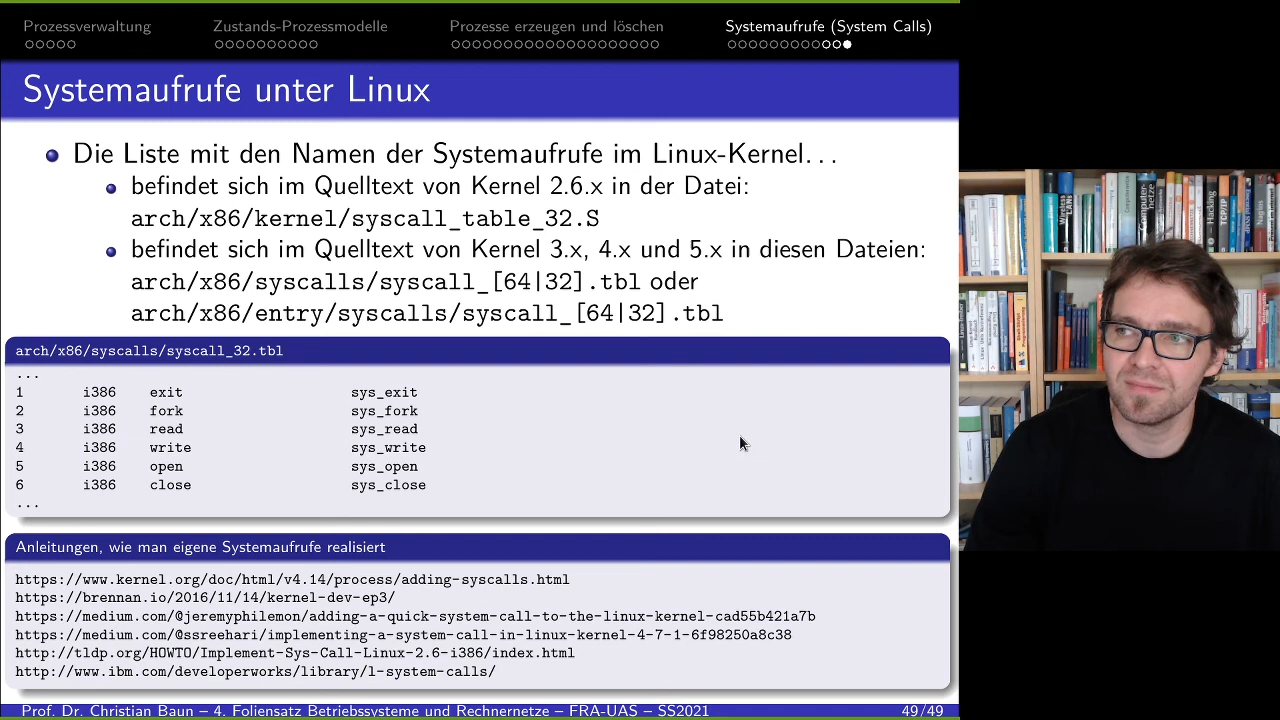 Prozessverwaltung Zustands-Prozessmodelle Prozesse erzeugen und löschen Systemaufrufe (System Calls)
Systemaufrufe unter Linux
Die Liste mit den Namen der Systemaufrufe im Linux-Kernel...
befindet sich im Quelltext von Kernel 2.6.x in der Datei:
arch/x86/kernel/syscall_table_32.S
befindet sich im Quelltext von Kernel 3.x, 4.x und 5.x in diesen Dateien:
arch/x86/syscalls/syscall_[64|32].tbl oder
arch/x86/entry/syscalls/syscall_[64|32].tbl
arch/x86/syscalls/syscall_32.tbl
...
1 i386 exit sys_exit
2 i386 fork sys_fork
3 i386 read sys_read
4 i386 write sys_write
5 i386 open sys_open
6 i386 close sys_close
...
Anleitungen, wie man eigene Systemaufrufe realisiert
https://www.kernel.org/doc/html/v4.14/process/adding-syscalls.html
https://brennan.io/2016/11/14/kernel-dev-ep3/
https://medium.com/@jeremyphilemon/adding-a-quick-system-call-to-the-linux-kernel-cad55b421a7b
https://medium.com/@ssreehari/implementing-a-system-call-in-linux-kernel-4-7-1-6f98250a8c38
http://tldp.org/HOWTO/Implement-Sys-Call-Linux-2.6-i386/index.html
http://www.ibm.com/developerworks/library/l-system-calls/
Prof. Dr. Christian Baun – 4. Foliensatz Betriebssysteme und Rechnernetze – FRA-UAS – SS2021 49/49
Wireless LANs
Computer-netze
Hacking
TCP/IP